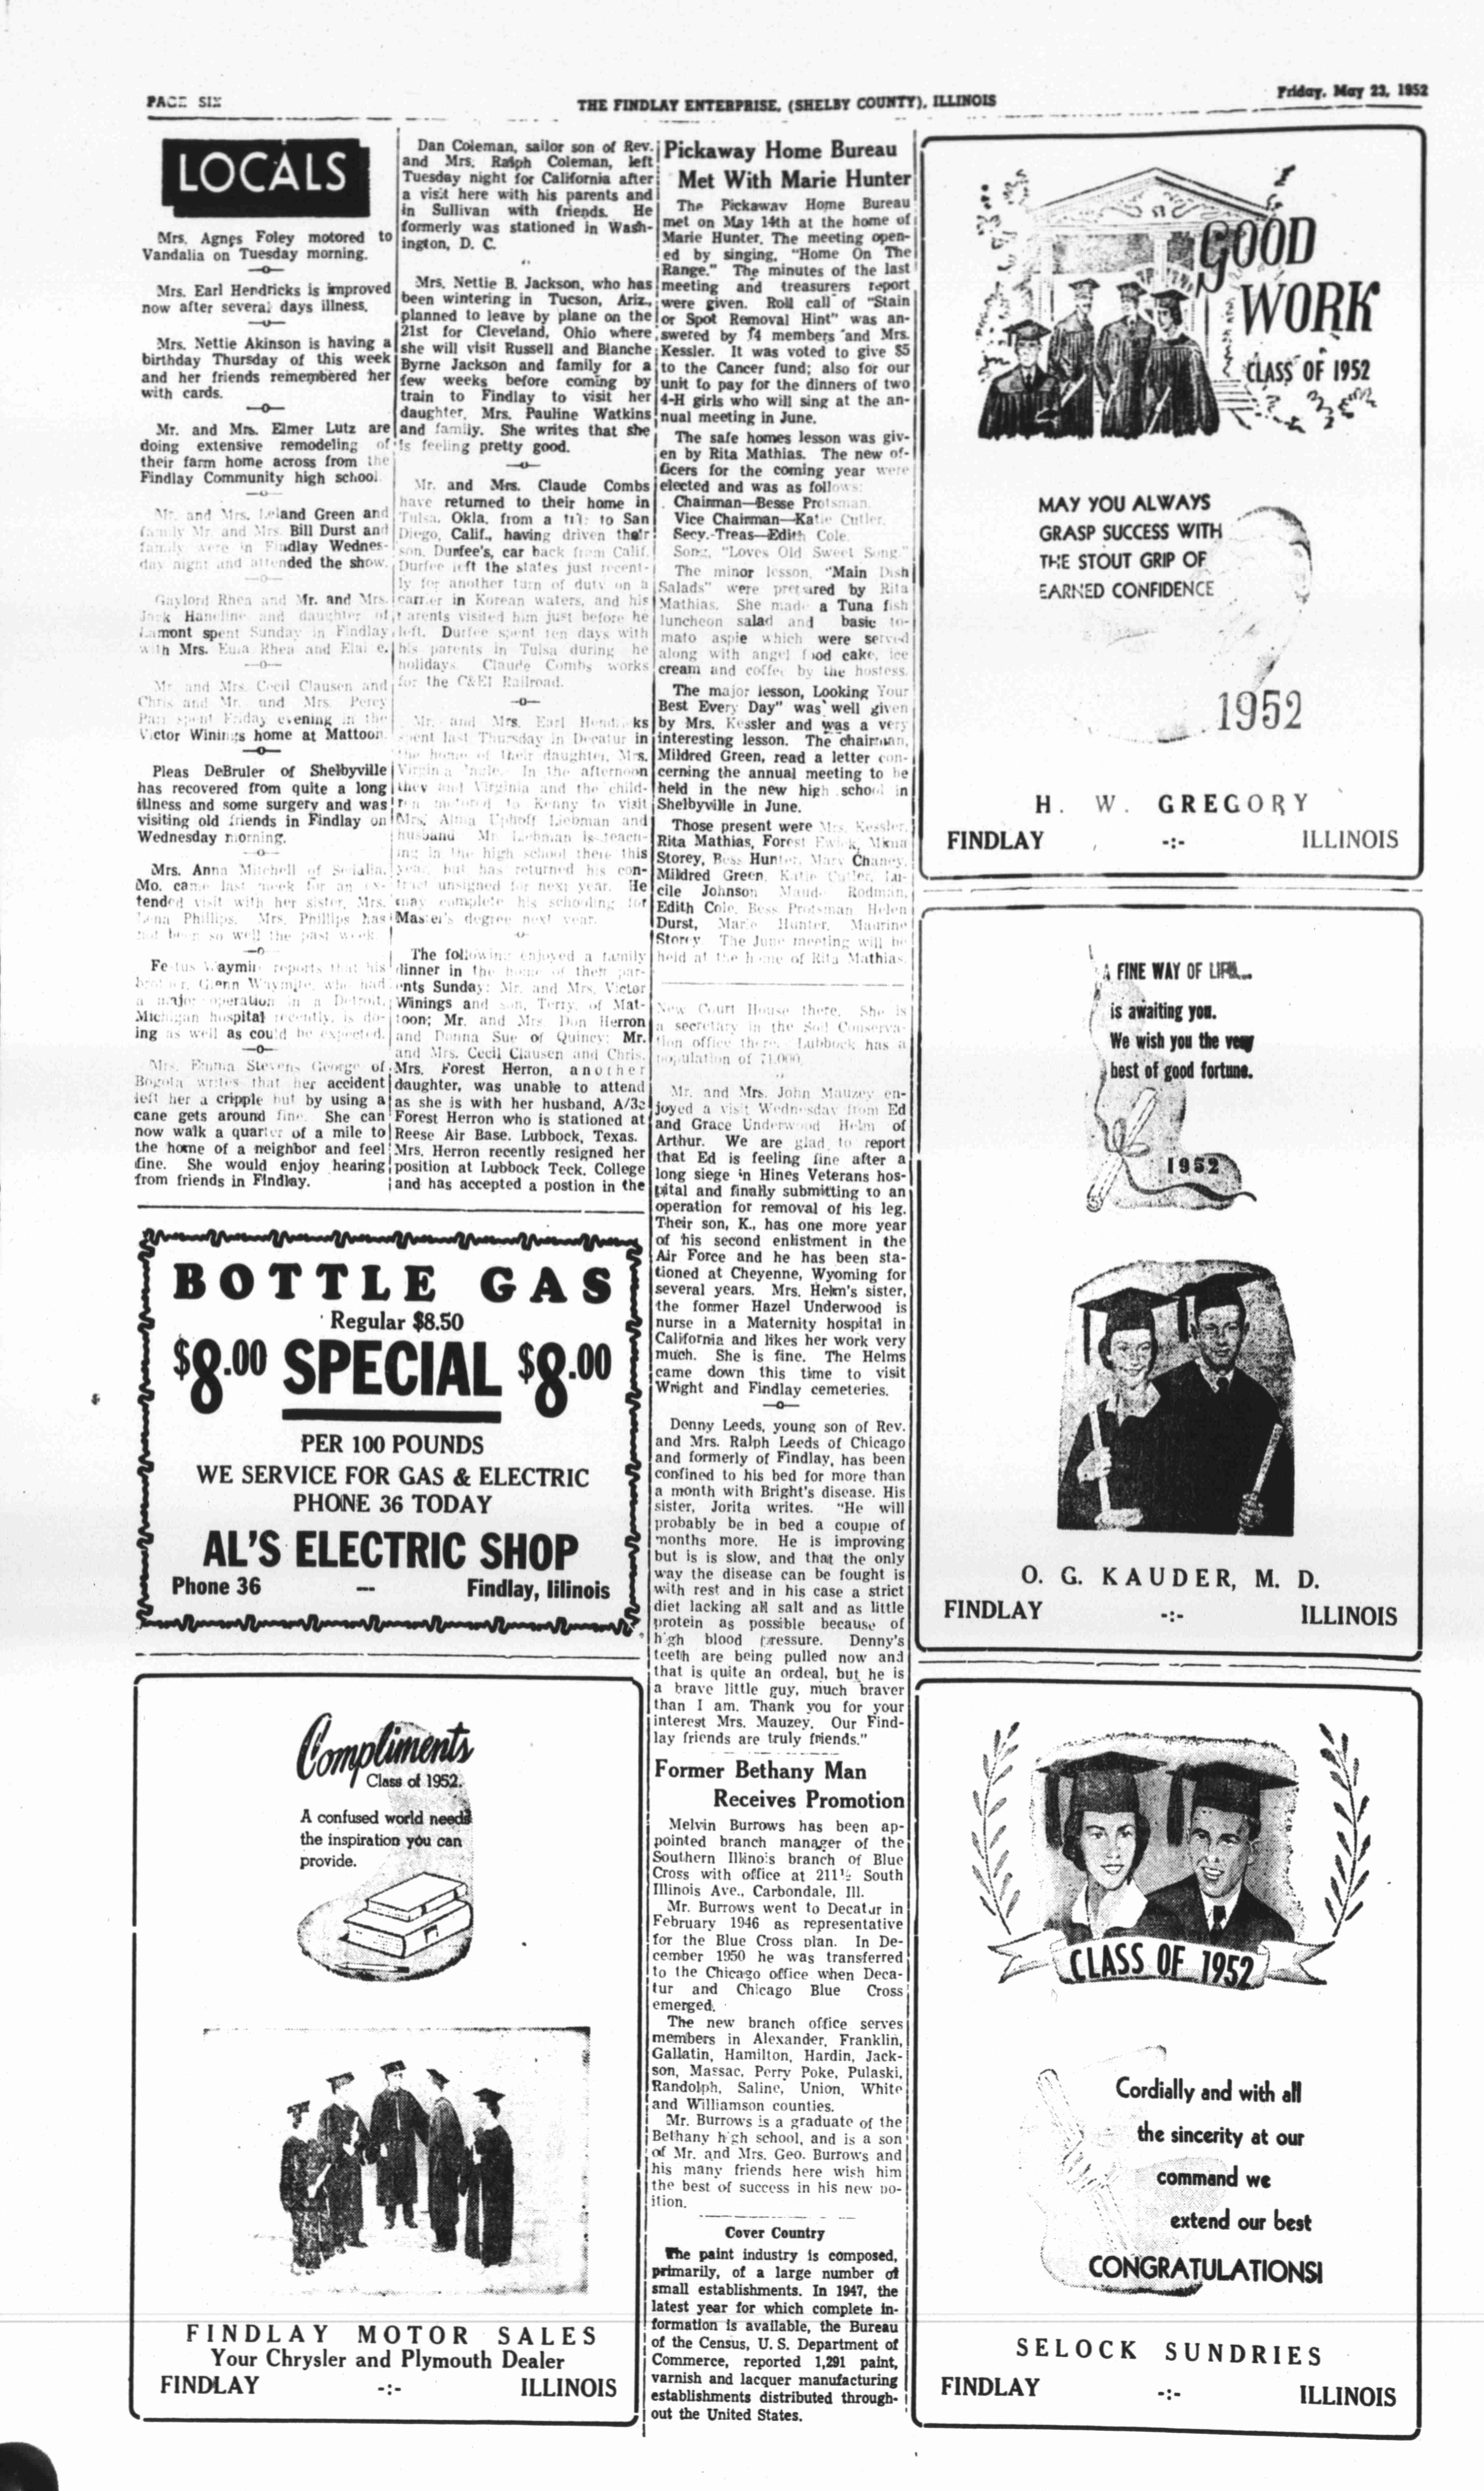 PAGE SIX
THE FINDLAY ENTERPRISE, (SHELBY COUNTY), ILLINOIS
Friday, May 23, 1952
LOCALS
Mrs. Agnes Foley motored to
Vandalia on Tuesday morning.
—o—
Mrs. Earl Hendricks is improved
now after several days illness.
—o—
Mrs. Nettie Akinson is having a
birthday Thursday of this week
and her friends remembered her
with cards.
—o—
Mr. and Mrs. Elmer Lutz are
doing extensive remodeling of
their farm home across from the
Findlay Community high school.
—o—
Mr. and Mrs. Leland Green and
family Mr. and Mrs. Bill Durst and
family were in Findlay Wednes-
day night and attended the show.
—o—
Gaylord Rhea and Mr. and Mrs.
Jack Haneline and daughter of
Lamont spent Sunday in Findlay
with Mrs. Eula Rhea and
—o—
Mr. and Mrs. Cecil Clausen and
Chris and Mr. and Mrs. Percy
spent Friday evening in the
Victor Winings home at Mattoon.
—o—
Pleas DeBruler of Shelbyville
has recovered from quite a long
illness and some surgery and was
visiting old friends in Findlay on
Wednesday morning.
—o—
Mrs. Anna Mitchell of
Mo. came last week for an ex-
tended visit with her sister, Mrs.
Lena Phillips. Mrs. Phillips has
not been so well the past week.
—o—
reports that his
brother, Glenn who had
a major operation in a Detroit,
Michigan hospital recently, is do-
ing as well as could be expected.
—o—
Mrs. Emma Stevens George of
Bogota writes that her accident
left her a cripple but by using a
cane gets around fine. She can
now walk a quarter of a mile to
the home of a neighbor and feel
fine. She would enjoy hearing
from friends in Findlay.
Dan Coleman, sailor son of Rev.
and Mrs. Ralph Coleman, left
Tuesday night for California after
a visit here with his parents and
in Sullivan with friends. He
formerly was stationed in Wash-
ington, D. C.
Mrs. Nettie B. Jackson, who has
been wintering in Tucson, Ariz.,
planned to leave by plane on the
21st for Cleveland, Ohio where
she will visit Russell and Blanche
Byrne Jackson and family for a
few weeks before coming by
train to Findlay to visit her
daughter, Mrs. Pauline Watkins
and family. She writes that she
is feeling pretty good.
—o—
Mr. and Mrs. Claude Combs
have returned to their home in
Tulsa, Okla. from a trip to San
Diego, Calif., having driven their
son, Durfee's, car back from Calif.
Durfee left the states just recent-
ly for another turn of duty on a
carrier in Korean waters, and his
parents visited him just before he
left. Durfee spent ten days with
his parents in Tulsa during he
holidays. Claude Combs works
for the C&EI Railroad.
—o—
Mr. and Mrs. Earl Hendricks
spent last Thursday in Decatur in
the home of their daughter, Mrs.
Virginia In the afternoon
they and Virginia and the child-
ren motored to Kenny to visit
Mrs. Alma Uphoff Liebman and
husband. Mr. Liebman is teach-
ing in the high school there this
year, but has returned his con-
tract unsigned for next year. He
may complete his schooling for
Master's degree next year.
The following enjoyed a family
dinner in the home of their par-
ents Sunday: Mr. and Mrs. Victor
Winings and son, Terry, of Mat-
toon; Mr. and Mrs. Don Herron
and Donna Sue of Quincy; Mr.
and Mrs. Cecil Clausen and Chris.
Mrs. Forest Herron, another
daughter, was unable to attend
as she is with her husband, A/3c
Forest Herron who is stationed at
Reese Air Base. Lubbock, Texas.
Mrs. Herron recently resigned her
position at Lubbock Teck. College
and has accepted a postion in the
BOTTLE GAS
Regular $8.50
$8.00 SPECIAL $8.00
PER 100 POUNDS
WE SERVICE FOR GAS & ELECTRIC
PHONE 36 TODAY
AL'S ELECTRIC SHOP
Phone 36 — Findlay, Illinois
Compliments
Class of 1952.
A confused world needs
the inspiration you can
provide.
FINDLAY MOTOR SALES
Your Chrysler and Plymouth Dealer
FINDLAY -:- ILLINOIS
Pickaway Home Bureau
Met With Marie Hunter
The Pickaway Home Bureau
met on May 14th at the home of
Marie Hunter. The meeting open-
ed by singing, "Home On The
Range." The minutes of the last
meeting and treasurers report
were given. Roll call of "Stain
or Spot Removal Hint" was an-
swered by 14 members and Mrs.
Kessler. It was voted to give $5
to the Cancer fund; also for our
unit to pay for the dinners of two
4-H girls who will sing at the an-
nual meeting in June.
The safe homes lesson was giv-
en by Rita Mathias. The new of-
ficers for the coming year were
elected and was as follows:
Chairman—Besse Protsman.
Vice Chairman—Katie Cutler.
Secy.-Treas—Edith Cole.
Song, "Loves Old Sweet Song."
The minor lesson, "Main Dish
Salads" were prepared by Rita
Mathias. She made a Tuna fish
luncheon salad and basic to-
mato aspie which were served
along with angel food cake, ice
cream and coffee by the hostess.
The major lesson, Looking Your
Best Every Day" was well given
by Mrs. Kessler and was a very
interesting lesson. The chairman,
Mildred Green, read a letter con-
cerning the annual meeting to be
held in the new high school in
Shelbyville in June.
Those present were Mrs. Kessler,
Rita Mathias, Forest
Storey, Bess Hunter, Mary Chaney,
Mildred Green, Katie Cutler, Lu-
cile Johnson Maude Rodman,
Edith Cole, Bess Protsman, Helen
Durst, Marie Hunter, Maurine
Storey. The June meeting will be
held at the home of Rita Mathias.
New Court House there. She is
a secretary in the Soil Conserva-
tion office there. Lubbock has a
population of 71,000.
Mr. and Mrs. John Mauzey en-
joyed a visit Wednesday from Ed
and Grace Underwood Helm of
Arthur. We are glad to report
that Ed is feeling fine after a
long siege in Hines Veterans hos-
pital and finally submitting to an
operation for removal of his leg.
Their son, K., has one more year
of his second enlistment in the
Air Force and he has been sta-
tioned at Cheyenne, Wyoming for
several years. Mrs. Helm's sister,
the former Hazel Underwood is
nurse in a Maternity hospital in
California and likes her work very
much. She is fine. The Helms
came down this time to visit
Wright and Findlay cemeteries.
—o—
Denny Leeds, young son of Rev.
and Mrs. Ralph Leeds of Chicago
and formerly of Findlay, has been
confined to his bed for more than
a month with Bright's disease. His
sister, Jorita writes. "He will
probably be in bed a couple of
months more. He is improving
but is is slow, and that the only
way the disease can be fought is
with rest and in his case a strict
diet lacking all salt and as little
protein as possible because of
high blood pressure. Denny's
teeth are being pulled now and
that is quite an ordeal, but he is
a brave little guy, much braver
than I am. Thank you for your
interest Mrs. Mauzey. Our Find-
lay friends are truly friends."
Former Bethany Man
Receives Promotion
Melvin Burrows has been ap-
pointed branch manager of the
Southern Illinois branch of Blue
Cross with office at 211½ South
Illinois Ave., Carbondale, Ill.
Mr. Burrows went to Decatur in
February 1946 as representative
for the Blue Cross plan. In De-
cember 1950 he was transferred
to the Chicago office when Deca-
tur and Chicago Blue Cross
emerged.
The new branch office serves
members in Alexander, Franklin,
Gallatin, Hamilton, Hardin, Jack-
son, Massac, Perry Poke, Pulaski,
Randolph, Saline, Union, White
and Williamson counties.
Mr. Burrows is a graduate of the
Bethany high school, and is a son
of Mr. and Mrs. Geo. Burrows and
his many friends here wish him
the best of success in his new po-
ition.
Cover Country
The paint industry is composed,
primarily, of a large number of
small establishments. In 1947, the
latest year for which complete in-
formation is available, the Bureau
of the Census, U. S. Department of
Commerce, reported 1,291 paint,
varnish and lacquer manufacturing
establishments distributed through-
out the United States.
GOOD
WORK
CLASS OF 1952
MAY YOU ALWAYS
GRASP SUCCESS WITH
THE STOUT GRIP OF
EARNED CONFIDENCE
1952
H. W. GREGORY
FINDLAY -:- ILLINOIS
A FINE WAY OF LIFE...
is awaiting you.
We wish you the very
best of good fortune.
1952
O. G. KAUDER, M. D.
FINDLAY -:- ILLINOIS
CLASS OF 1952
Cordially and with all
the sincerity at our
command we
extend our best
CONGRATULATIONS!
SELOCK SUNDRIES
FINDLAY -:- ILLINOIS